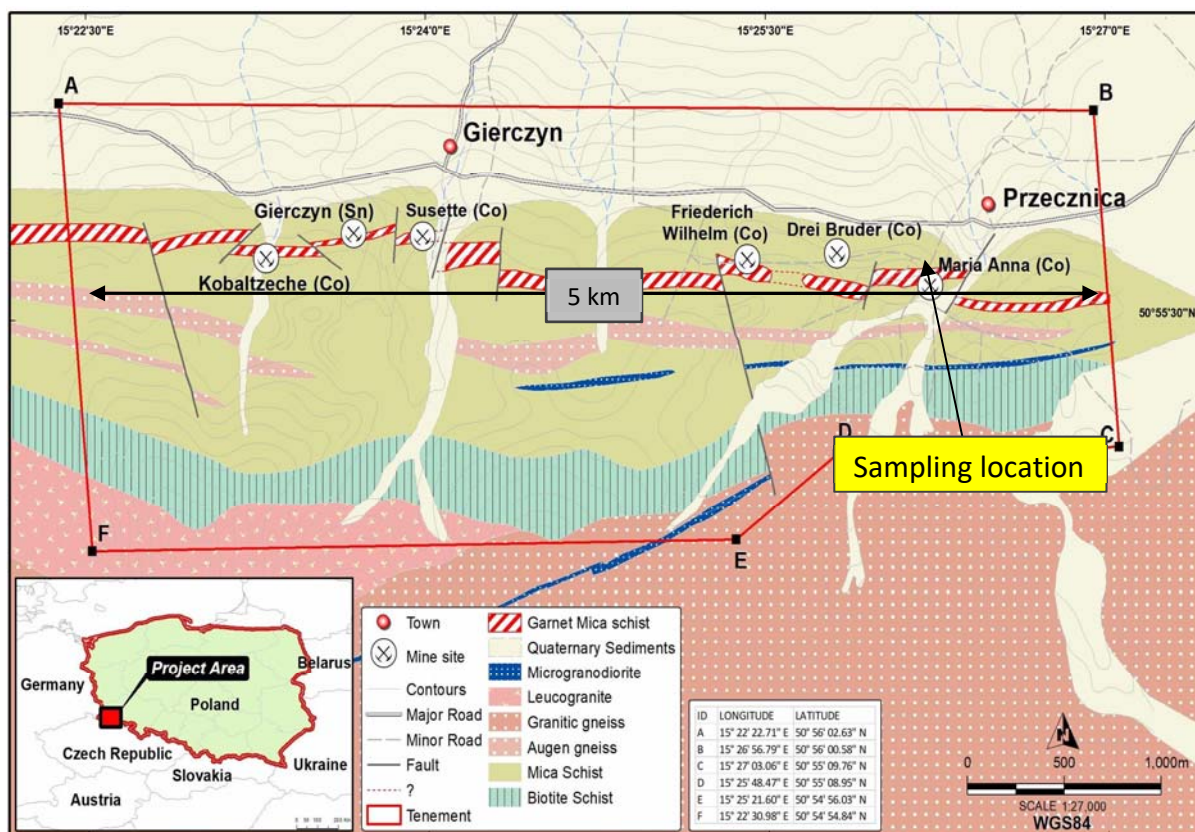 15°22'30"E
15°24'0"E
15°25'30"E
15°27'0"E
A
B
Gierczyn
Przecznica
Gierczyn (Sn)
Susette (Co)
Friederich
Wilhelm (Co)
Drei Bruder (Co)
Kobaltzeche (Co)
Maria Anna (Co)
5 km
50°55'30"N
D
C
Sampling location
F
E
Project Area
Germany
Poland
Belarus
Czech Republic
Slovakia
Ukraine
Austria
Town
Mine site
Contours
Major Road
Minor Road
Fault
?
Tenement
Garnet Mica schist
Quaternary Sediments
Microgranodiorite
Leucogranite
Granitic gneiss
Augen gneiss
Mica Schist
Biotite Schist
ID LONGITUDE LATITUDE
A 15° 22' 22.71" E 50° 56' 02.63" N
B 15° 26' 56.79" E 50° 56' 00.58" N
C 15° 27' 03.06" E 50° 55' 09.76" N
D 15° 25' 48.47" E 50° 55' 08.95" N
E 15° 25' 21.60" E 50° 54' 56.03" N
F 15° 22' 30.98" E 50° 54' 54.84" N
N
0 500 1,000m
SCALE 1:27,000
WGS84